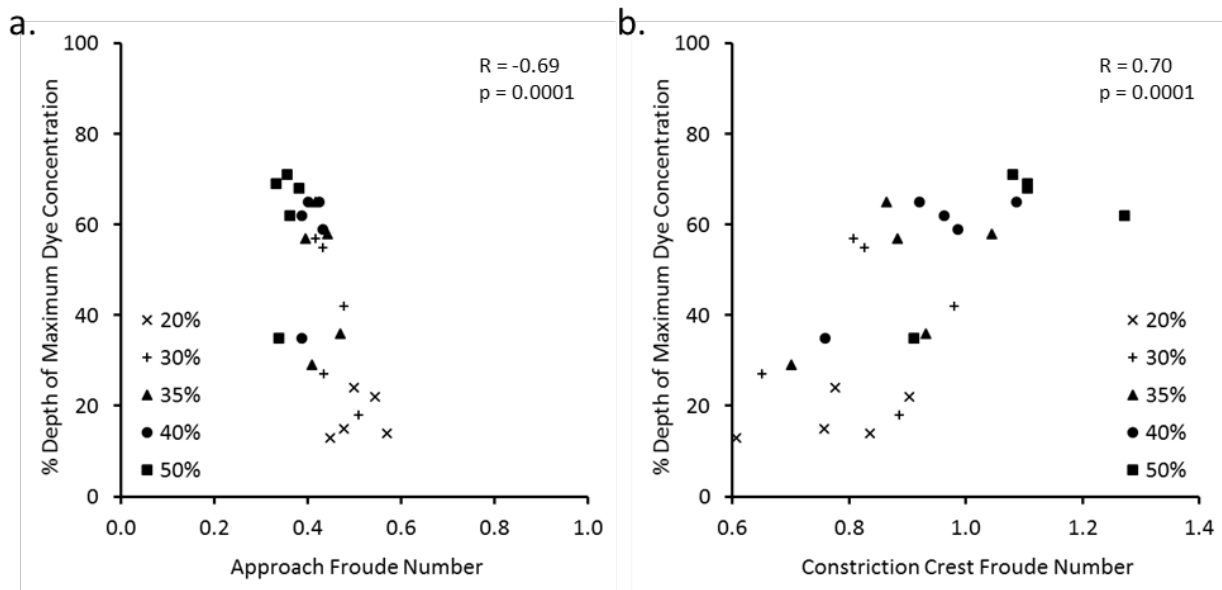 a.
% Depth of Maximum Dye Concentration
100
80
60
40
20
0
R = -0.69
p = 0.0001
20%
30%
35%
40%
50%
0.0 0.2 0.4 0.6 0.8 1.0
Approach Froude Number
b.
% Depth of Maximum Dye Concentration
100
80
60
40
20
0
R = 0.70
p = 0.0001
20%
30%
35%
40%
50%
0.6 0.8 1.0 1.2 1.4
Constriction Crest Froude Number